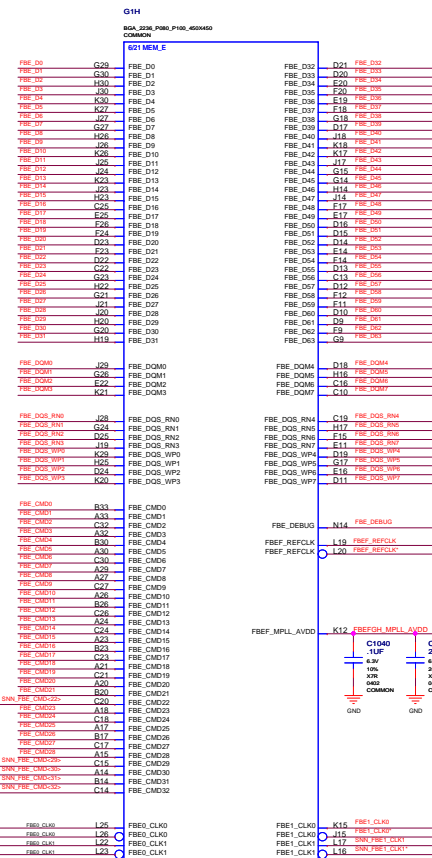 G1H
BGA_2236_P080_P100_450X450
COMMON
6/21 MEM_E
FBE_D0 G29 FBE_D0 FBE_D32 D21 FBE_D32
FBE_D1 G30 FBE_D1 FBE_D33 D20 FBE_D33
FBE_D2 H30 FBE_D2 FBE_D34 E20 FBE_D34
FBE_D3 J30 FBE_D3 FBE_D35 F20 FBE_D35
FBE_D4 K30 FBE_D4 FBE_D36 E19 FBE_D36
FBE_D5 K27 FBE_D5 FBE_D37 F18 FBE_D37
FBE_D6 J27 FBE_D6 FBE_D38 G18 FBE_D38
FBE_D7 G27 FBE_D7 FBE_D39 D17 FBE_D39
FBE_D8 H26 FBE_D8 FBE_D40 J18 FBE_D40
FBE_D9 J26 FBE_D9 FBE_D41 K18 FBE_D41
FBE_D10 K26 FBE_D10 FBE_D42 K17 FBE_D42
FBE_D11 J25 FBE_D11 FBE_D43 J17 FBE_D43
FBE_D12 J24 FBE_D12 FBE_D44 G15 FBE_D44
FBE_D13 K23 FBE_D13 FBE_D45 G14 FBE_D45
FBE_D14 J23 FBE_D14 FBE_D46 H14 FBE_D46
FBE_D15 H23 FBE_D15 FBE_D47 J14 FBE_D47
FBE_D16 C25 FBE_D16 FBE_D48 F17 FBE_D48
FBE_D17 E25 FBE_D17 FBE_D49 E17 FBE_D49
FBE_D18 F26 FBE_D18 FBE_D50 D16 FBE_D50
FBE_D19 F24 FBE_D19 FBE_D51 D15 FBE_D51
FBE_D20 D23 FBE_D20 FBE_D52 D14 FBE_D52
FBE_D21 F23 FBE_D21 FBE_D53 E14 FBE_D53
FBE_D22 D22 FBE_D22 FBE_D54 F14 FBE_D54
FBE_D23 C22 FBE_D23 FBE_D55 D13 FBE_D55
FBE_D24 G23 FBE_D24 FBE_D56 C13 FBE_D56
FBE_D25 H22 FBE_D25 FBE_D57 D12 FBE_D57
FBE_D26 G21 FBE_D26 FBE_D58 F12 FBE_D58
FBE_D27 J21 FBE_D27 FBE_D59 F11 FBE_D59
FBE_D28 J20 FBE_D28 FBE_D60 D10 FBE_D60
FBE_D29 H20 FBE_D29 FBE_D61 D9 FBE_D61
FBE_D30 G20 FBE_D30 FBE_D62 F9 FBE_D62
FBE_D31 H19 FBE_D31 FBE_D63 G9 FBE_D63
FBE_DQM0 J29 FBE_DQM0 FBE_DQM4 D18 FBE_DQM4
FBE_DQM1 G26 FBE_DQM1 FBE_DQM5 H16 FBE_DQM5
FBE_DQM2 E22 FBE_DQM2 FBE_DQM6 C16 FBE_DQM6
FBE_DQM3 K21 FBE_DQM3 FBE_DQM7 C10 FBE_DQM7
FBE_DQS_RN0 J28 FBE_DQS_RN0 FBE_DQS_RN4 C19 FBE_DQS_RN4
FBE_DQS_RN1 G24 FBE_DQS_RN1 FBE_DQS_RN5 H17 FBE_DQS_RN5
FBE_DQS_RN2 D25 FBE_DQS_RN2 FBE_DQS_RN6 F15 FBE_DQS_RN6
FBE_DQS_RN3 J19 FBE_DQS_RN3 FBE_DQS_RN7 E11 FBE_DQS_RN7
FBE_DQS_WP0 K29 FBE_DQS_WP0 FBE_DQS_WP4 D19 FBE_DQS_WP4
FBE_DQS_WP1 H25 FBE_DQS_WP1 FBE_DQS_WP5 G17 FBE_DQS_WP5
FBE_DQS_WP2 D24 FBE_DQS_WP2 FBE_DQS_WP6 E16 FBE_DQS_WP6
FBE_DQS_WP3 K20 FBE_DQS_WP3 FBE_DQS_WP7 D11 FBE_DQS_WP7
FBE_CMD0 B33 FBE_CMD0
FBE_CMD1 A33 FBE_CMD1
FBE_CMD2 C32 FBE_CMD2 FBE_DEBUG N14 FBE_DEBUG
FBE_CMD3 A32 FBE_CMD3
FBE_CMD4 B30 FBE_CMD4 FBEF_REFCLK L19 FBE_REFCLK
FBE_CMD5 A30 FBE_CMD5 FBEF_REFCLK L20 FBE_REFCLK*
FBE_CMD6 C30 FBE_CMD6
FBE_CMD7 A29 FBE_CMD7
FBE_CMD8 A27 FBE_CMD8
FBE_CMD9 C27 FBE_CMD9
FBE_CMD10 A26 FBE_CMD10
FBE_CMD11 B26 FBE_CMD11
FBE_CMD12 C26 FBE_CMD12
FBE_CMD13 A24 FBE_CMD13
FBE_CMD14 C24 FBE_CMD14 FBEF_MPLL_AVDD K12 FBEFGH_MPLL_AVDD
FBE_CMD15 A23 FBE_CMD15
FBE_CMD16 B23 FBE_CMD16
FBE_CMD17 C23 FBE_CMD17
FBE_CMD18 A21 FBE_CMD18
FBE_CMD19 C21 FBE_CMD19
FBE_CMD20 A20 FBE_CMD20
FBE_CMD21 B20 FBE_CMD21
SNN_FBE_CMD<22> C20 FBE_CMD22
FBE_CMD23 A18 FBE_CMD23
FBE_CMD24 C18 FBE_CMD24
FBE_CMD25 A17 FBE_CMD25
FBE_CMD26 B17 FBE_CMD26
FBE_CMD27 C17 FBE_CMD27
FBE_CMD28 A15 FBE_CMD28
SNN_FBE_CMD<29> C15 FBE_CMD29
SNN_FBE_CMD<30> A14 FBE_CMD30
SNN_FBE_CMD<31> B14 FBE_CMD31
SNN_FBE_CMD<32> C14 FBE_CMD32
C1040
.1UF
6.3V
10%
X7R
0402
COMMON
GND
GND
FBE0_CLK0 L25 FBE0_CLK0 FBE1_CLK0 K15 FBE1_CLK0
FBE0_CLK0 L26 FBE0_CLK0 FBE1_CLK0 J15 FBE1_CLK0*
L22 FBE0_CLK1 FBE1_CLK1 L17 SNN_FBE1_CLK1
FBE0_CLK1 L23 FBE0_CLK1 FBE1_CLK1 L16 SNN_FBE1_CLK1*